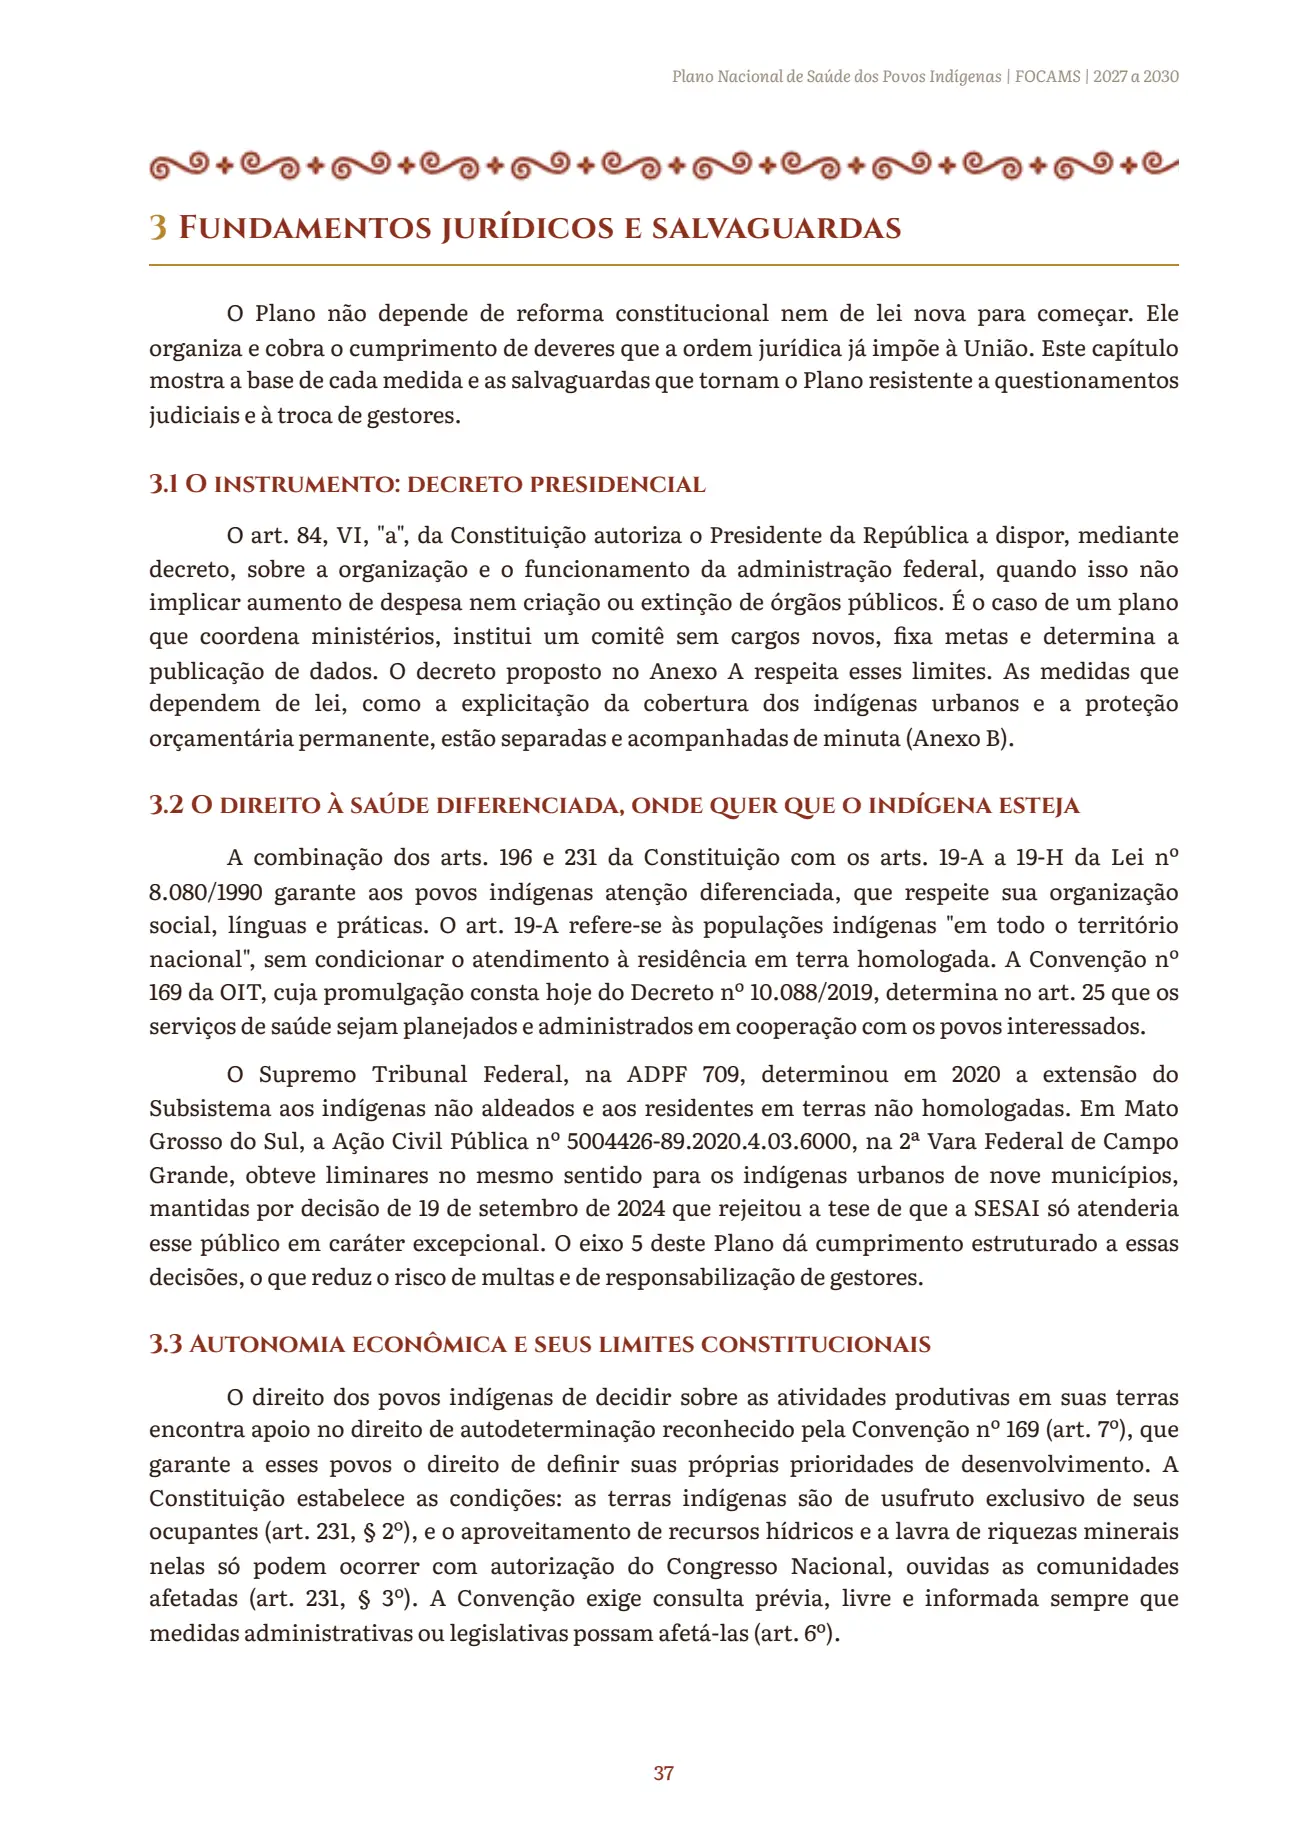 Plano Nacional de Saúde dos Povos Indígenas | FOCAMS | 2027 a 2030
3 Fundamentos jurídicos e salvaguardas
O Plano não depende de reforma constitucional nem de lei nova para começar. Ele
organiza e cobra o cumprimento de deveres que a ordem jurídica já impõe à União. Este capítulo
mostra a base de cada medida e as salvaguardas que tornam o Plano resistente a questionamentos
judiciais e à troca de gestores.
3.1 O instrumento: decreto presidencial
O art. 84, VI, "a", da Constituição autoriza o Presidente da República a dispor, mediante
decreto, sobre a organização e o funcionamento da administração federal, quando isso não
implicar aumento de despesa nem criação ou extinção de órgãos públicos. É o caso de um plano
que coordena ministérios, institui um comitê sem cargos novos, fixa metas e determina a
publicação de dados. O decreto proposto no Anexo A respeita esses limites. As medidas que
dependem de lei, como a explicitação da cobertura dos indígenas urbanos e a proteção
orçamentária permanente, estão separadas e acompanhadas de minuta (Anexo B).
3.2 O direito à saúde diferenciada, onde quer que o indígena esteja
A combinação dos arts. 196 e 231 da Constituição com os arts. 19-A a 19-H da Lei nº
8.080/1990 garante aos povos indígenas atenção diferenciada, que respeite sua organização
social, línguas e práticas. O art. 19-A refere-se às populações indígenas "em todo o território
nacional", sem condicionar o atendimento à residência em terra homologada. A Convenção nº
169 da OIT, cuja promulgação consta hoje do Decreto nº 10.088/2019, determina no art. 25 que os
serviços de saúde sejam planejados e administrados em cooperação com os povos interessados.
O Supremo Tribunal Federal, na ADPF 709, determinou em 2020 a extensão do
Subsistema aos indígenas não aldeados e aos residentes em terras não homologadas. Em Mato
Grosso do Sul, a Ação Civil Pública nº 5004426-89.2020.4.03.6000, na 2ª Vara Federal de Campo
Grande, obteve liminares no mesmo sentido para os indígenas urbanos de nove municípios,
mantidas por decisão de 19 de setembro de 2024 que rejeitou a tese de que a SESAI só atenderia
esse público em caráter excepcional. O eixo 5 deste Plano dá cumprimento estruturado a essas
decisões, o que reduz o risco de multas e de responsabilização de gestores.
3.3 Autonomia econômica e seus limites constitucionais
O direito dos povos indígenas de decidir sobre as atividades produtivas em suas terras
encontra apoio no direito de autodeterminação reconhecido pela Convenção nº 169 (art. 7º), que
garante a esses povos o direito de definir suas próprias prioridades de desenvolvimento. A
Constituição estabelece as condições: as terras indígenas são de usufruto exclusivo de seus
ocupantes (art. 231, § 2º), e o aproveitamento de recursos hídricos e a lavra de riquezas minerais
nelas só podem ocorrer com autorização do Congresso Nacional, ouvidas as comunidades
afetadas (art. 231, § 3º). A Convenção exige consulta prévia, livre e informada sempre que
medidas administrativas ou legislativas possam afetá-las (art. 6º).
37